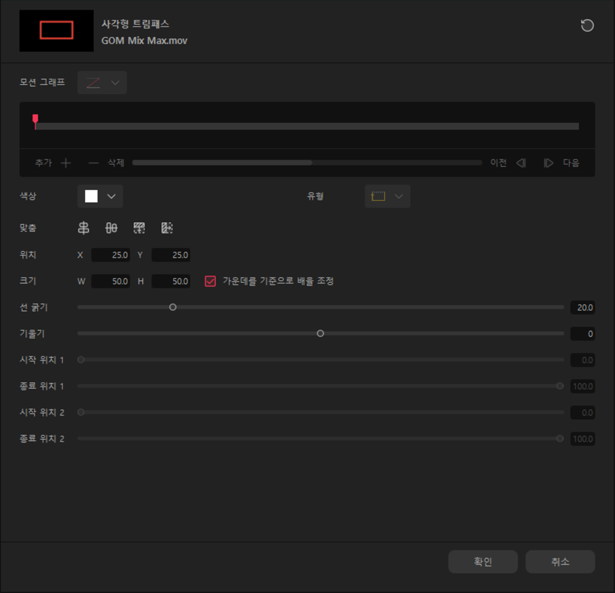 사각형 트림패스
GOM Mix Max.mov
모션 그래프
추가 삭제 이전 다음
색상 유형
맞춤
위치 X 25.0 Y 25.0
크기 W 50.0 H 50.0 가운데를 기준으로 배율 조정
선 굵기 20.0
기울기 0
시작 위치 1 0.0
종료 위치 1 100.0
시작 위치 2 0.0
종료 위치 2 100.0
확인 취소